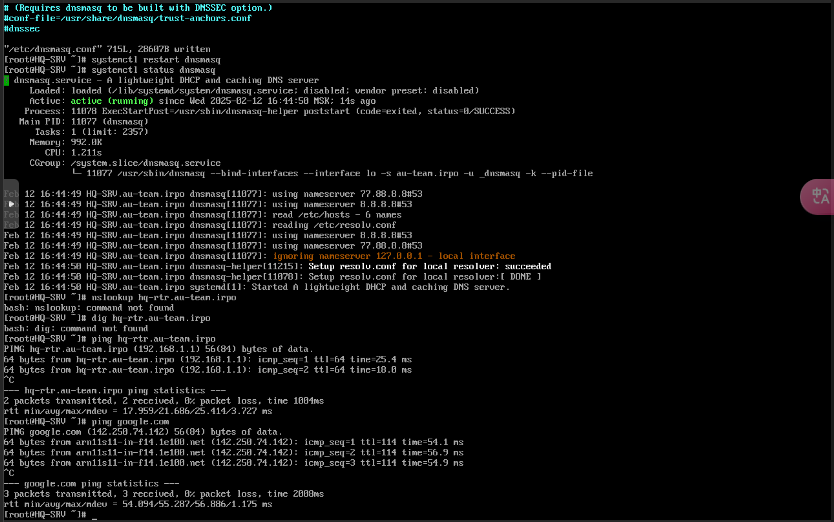 # (Requires dnsmasq to be built with DNSSEC option.)
#conf-file=/usr/share/dnsmasq/trust-anchors.conf
#dnssec
"/etc/dnsmasq.conf" 715L, 28607B written
[root@HQ-SRV ~]# systemctl restart dnsmasq
[root@HQ-SRV ~]# systemctl status dnsmasq
dnsmasq.service - A lightweight DHCP and caching DNS server
Loaded: loaded (/lib/systemd/system/dnsmasq.service; disabled; vendor preset: disabled)
Active: active (running) since Wed 2025-02-12 16:44:50 MSK; 14s ago
Process: 11078 ExecStartPost=/usr/sbin/dnsmasq-helper poststart (code=exited, status=0/SUCCESS)
Main PID: 11077 (dnsmasq)
Tasks: 1 (limit: 2357)
Memory: 992.0K
CPU: 1.211s
CGroup: /system.slice/dnsmasq.service
└─ 11077 /usr/sbin/dnsmasq --bind-interfaces --interface lo -s au-team.irpo -u _dnsmasq -k --pid-file
Feb 12 16:44:49 HQ-SRV.au-team.irpo dnsmasq[11077]: using nameserver 77.88.8.8#53
Feb 12 16:44:49 HQ-SRV.au-team.irpo dnsmasq[11077]: using nameserver 8.8.8.8#53
Feb 12 16:44:49 HQ-SRV.au-team.irpo dnsmasq[11077]: read /etc/hosts - 6 names
Feb 12 16:44:49 HQ-SRV.au-team.irpo dnsmasq[11077]: reading /etc/resolv.conf
Feb 12 16:44:49 HQ-SRV.au-team.irpo dnsmasq[11077]: using nameserver 8.8.8.8#53
Feb 12 16:44:49 HQ-SRV.au-team.irpo dnsmasq[11077]: using nameserver 77.88.8.8#53
Feb 12 16:44:49 HQ-SRV.au-team.irpo dnsmasq[11077]: ignoring nameserver 127.0.0.1 - local interface
Feb 12 16:44:50 HQ-SRV.au-team.irpo dnsmasq-helper[11215]: Setup resolv.conf for local resolver: succeeded
Feb 12 16:44:50 HQ-SRV.au-team.irpo dnsmasq-helper[11078]: Setup resolv.conf for local resolver:[ DONE ]
Feb 12 16:44:50 HQ-SRV.au-team.irpo systemd[1]: Started A lightweight DHCP and caching DNS server.
[root@HQ-SRV ~]# nslookup hq-rtr.au-team.irpo
bash: nslookup: command not found
[root@HQ-SRV ~]# dig hq-rtr.au-team.irpo
bash: dig: command not found
[root@HQ-SRV ~]# ping hq-rtr.au-team.irpo
PING hq-rtr.au-team.irpo (192.168.1.1) 56(84) bytes of data.
64 bytes from hq-rtr.au-team.irpo (192.168.1.1): icmp_seq=1 ttl=64 time=25.4 ms
64 bytes from hq-rtr.au-team.irpo (192.168.1.1): icmp_seq=2 ttl=64 time=18.0 ms
^C
--- hq-rtr.au-team.irpo ping statistics ---
2 packets transmitted, 2 received, 0% packet loss, time 1004ms
rtt min/avg/max/mdev = 17.959/21.686/25.414/3.727 ms
[root@HQ-SRV ~]# ping google.com
PING google.com (142.250.74.142) 56(84) bytes of data.
64 bytes from arn11s11-in-f14.1e100.net (142.250.74.142): icmp_seq=1 ttl=114 time=54.1 ms
64 bytes from arn11s11-in-f14.1e100.net (142.250.74.142): icmp_seq=2 ttl=114 time=56.9 ms
64 bytes from arn11s11-in-f14.1e100.net (142.250.74.142): icmp_seq=3 ttl=114 time=54.9 ms
^C
--- google.com ping statistics ---
3 packets transmitted, 3 received, 0% packet loss, time 2000ms
rtt min/avg/max/mdev = 54.094/55.287/56.886/1.175 ms
[root@HQ-SRV ~]# _
中A